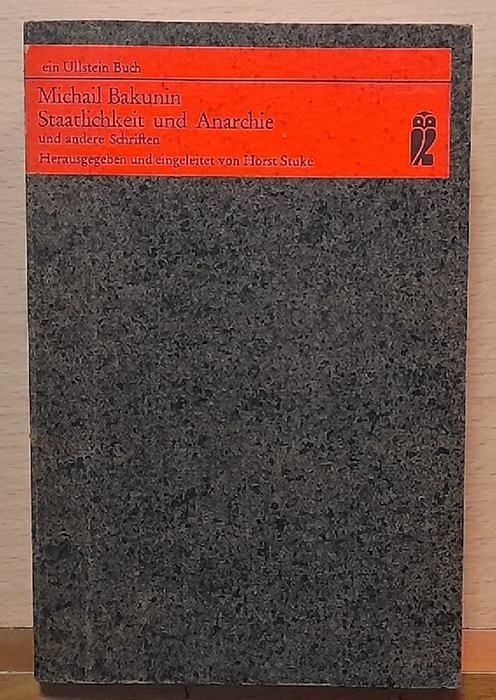 ein Ullstein Buch
Michail Bakunin
Staatlichkeit und Anarchie
und andere Schriften
Herausgegeben und eingeleitet von Horst Stuke